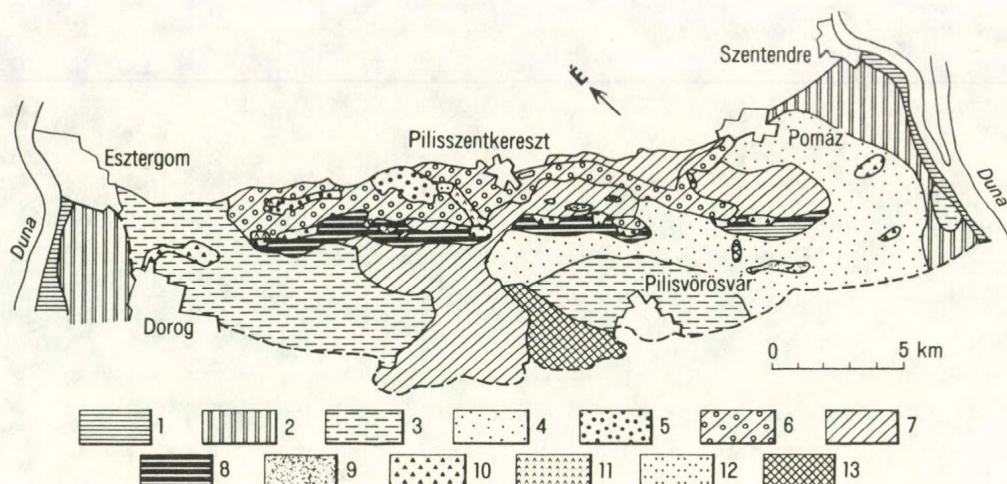 Szentendre
É
Pilisszentkereszt
Pomáz
Esztergom
Duna
Duna
Pilisvörösvár
Dorog
0 5 km
1 2 3 4 5 6 7
8 9 10 11 12 13